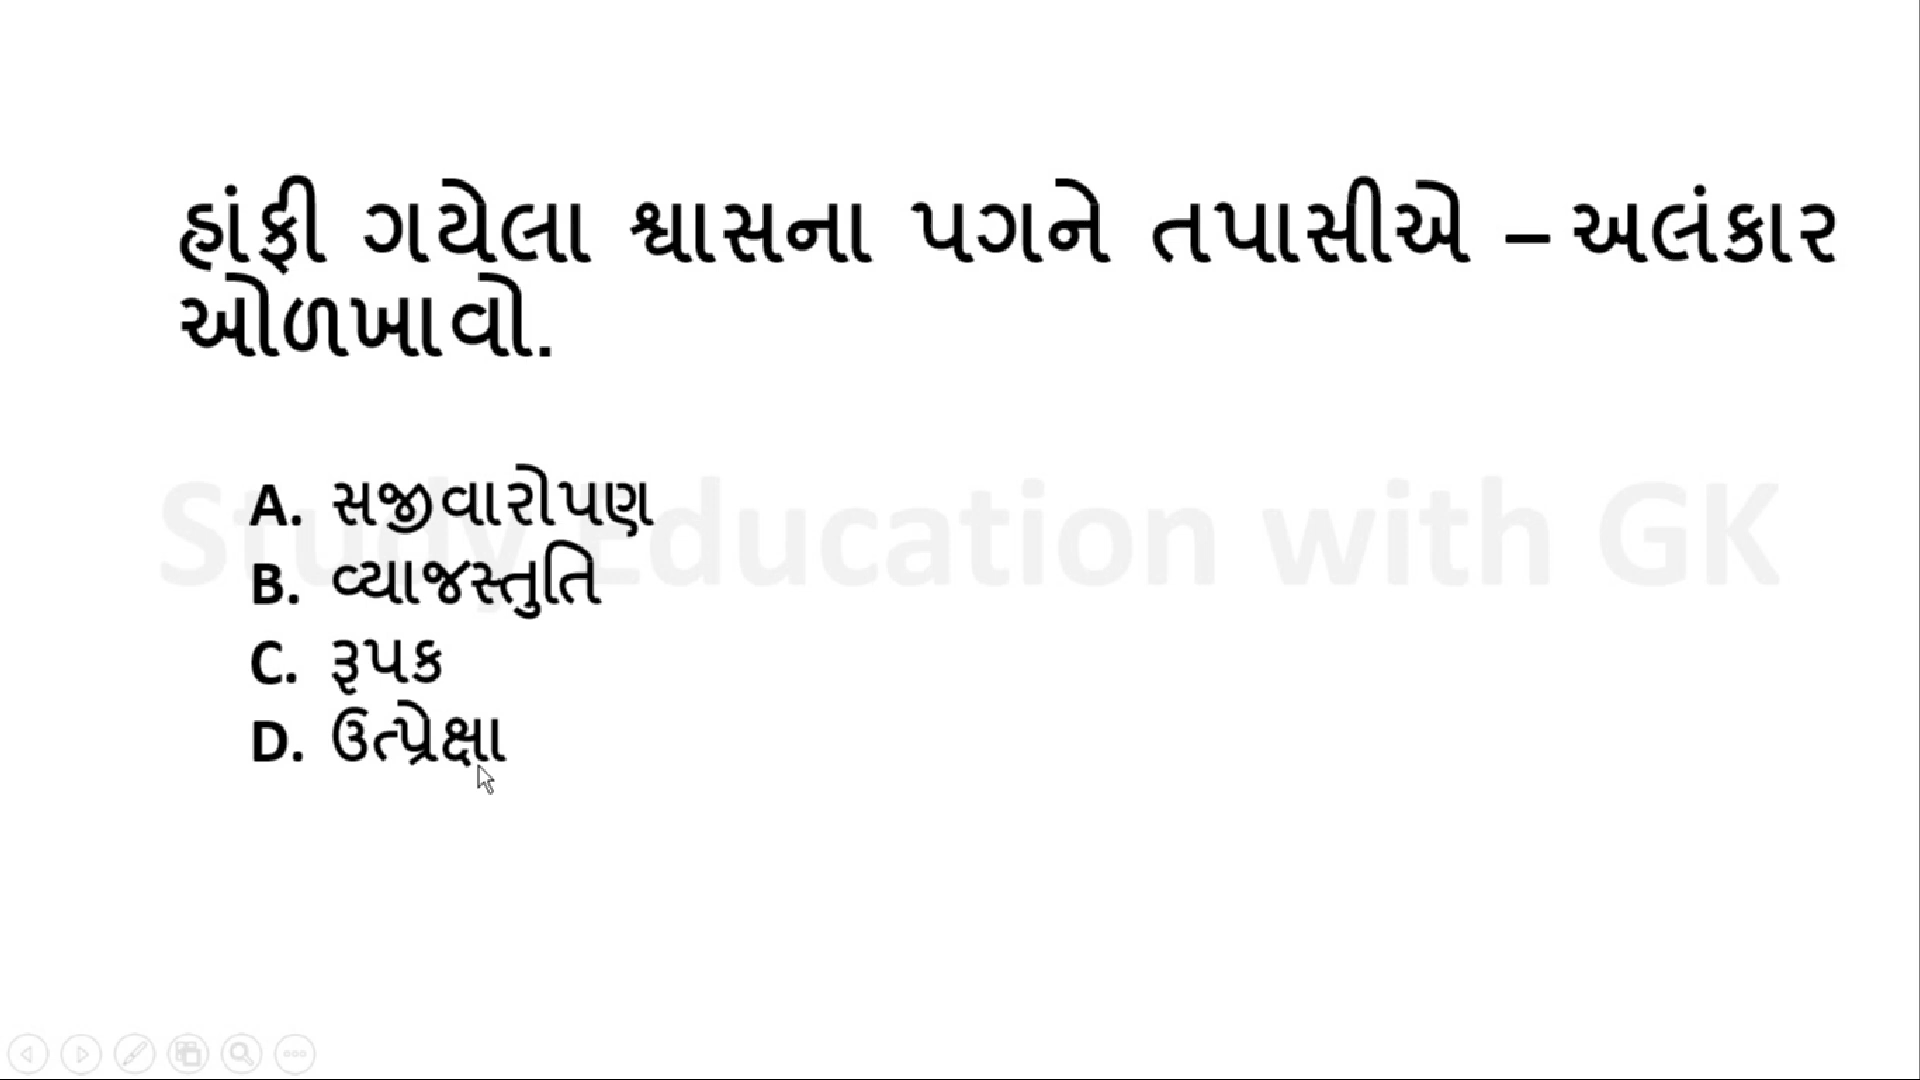 હાંફી ગયેલા શ્વાસના પગને તપાસીએ – અલંકાર
ઓળખાવો.
Study Education with GK
A. સજીવારોપણ
B. વ્યાજસ્તુતિ
C. રૂપક
D. ઉત્પ્રેક્ષા